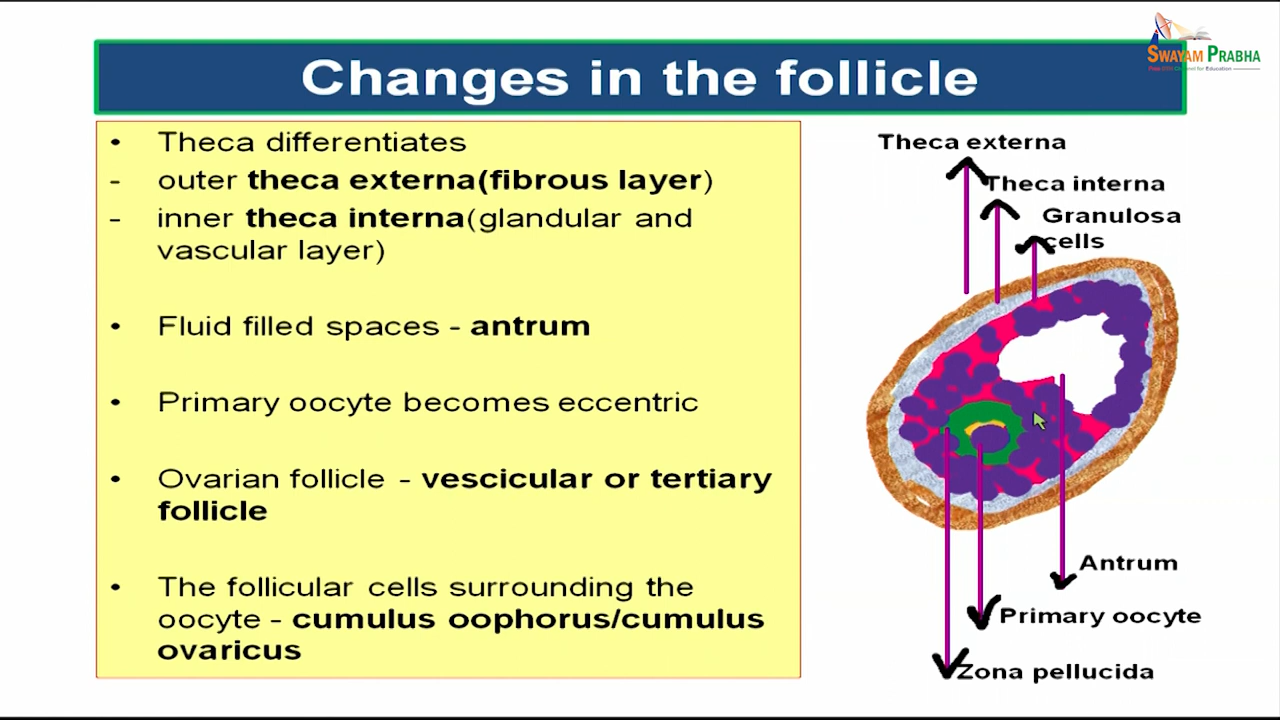 SWAYAM PRABHA
Changes in the follicle
• Theca differentiates
- outer theca externa(fibrous layer)
- inner theca interna(glandular and
vascular layer)
• Fluid filled spaces - antrum
• Primary oocyte becomes eccentric
• Ovarian follicle - vescicular or tertiary
follicle
• The follicular cells surrounding the
oocyte - cumulus oophorus/cumulus
ovaricus
Theca externa
Theca interna
Granulosa
cells
Antrum
Primary oocyte
Zona pellucida